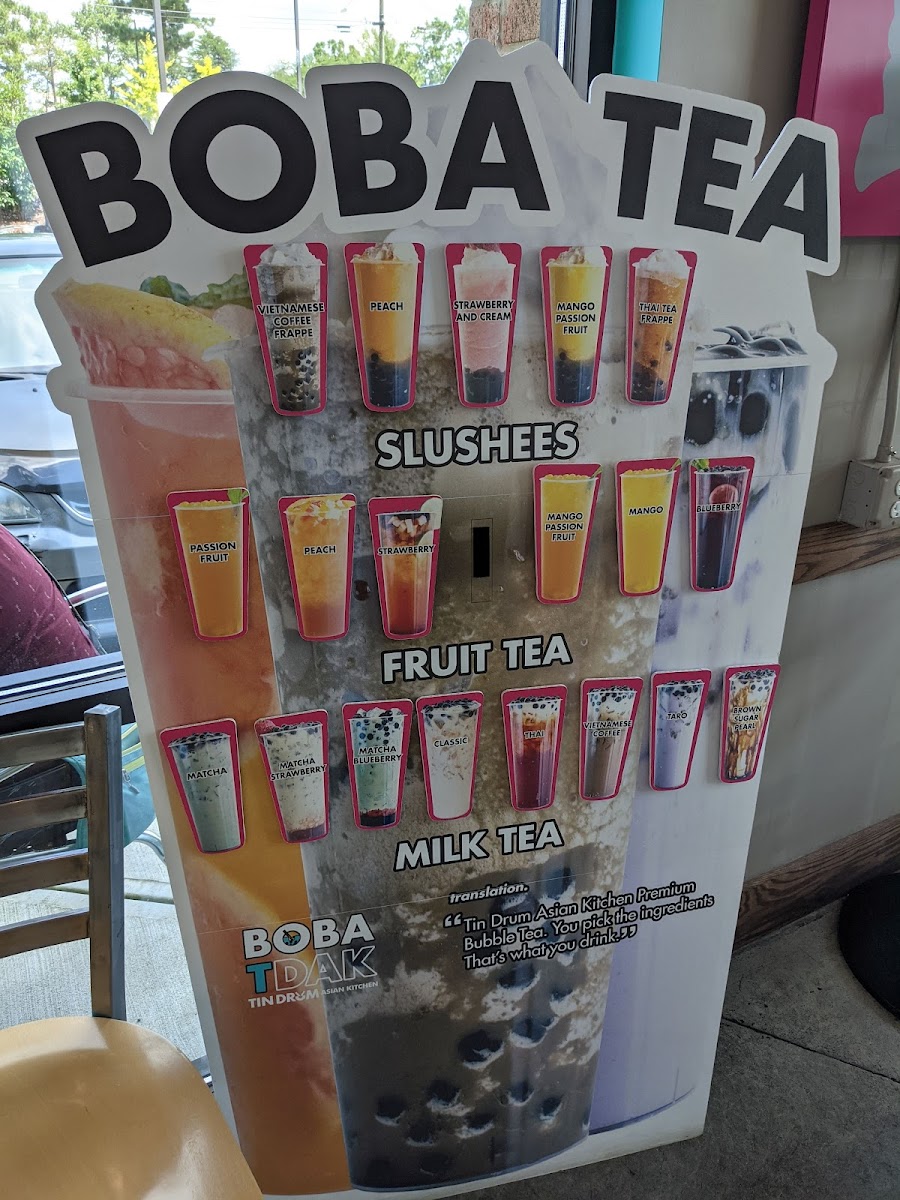 BOBA TEA
VIETNAMESE
COFFEE
FRAPPE
PEACH
STRAWBERRY
AND CREAM
MANGO
PASSION
FRUIT
THAI TEA
FRAPPE
SLUSHEES
PASSION
FRUIT
PEACH
STRAWBERRY
MANGO
PASSION
FRUIT
MANGO
BLUEBERRY
FRUIT TEA
MATCHA
MATCHA
STRAWBERRY
MATCHA
BLUEBERRY
CLASSIC
THAI
VIETNAMESE
COFFEE
TARO
BROWN
SUGAR
PEARL
MILK TEA
translation.
“Tin Drum Asian Kitchen Premium
Bubble Tea. You pick the ingredients
That's what you drink.”
BOBA
TDAK
TIN DRUM ASIAN KITCHEN